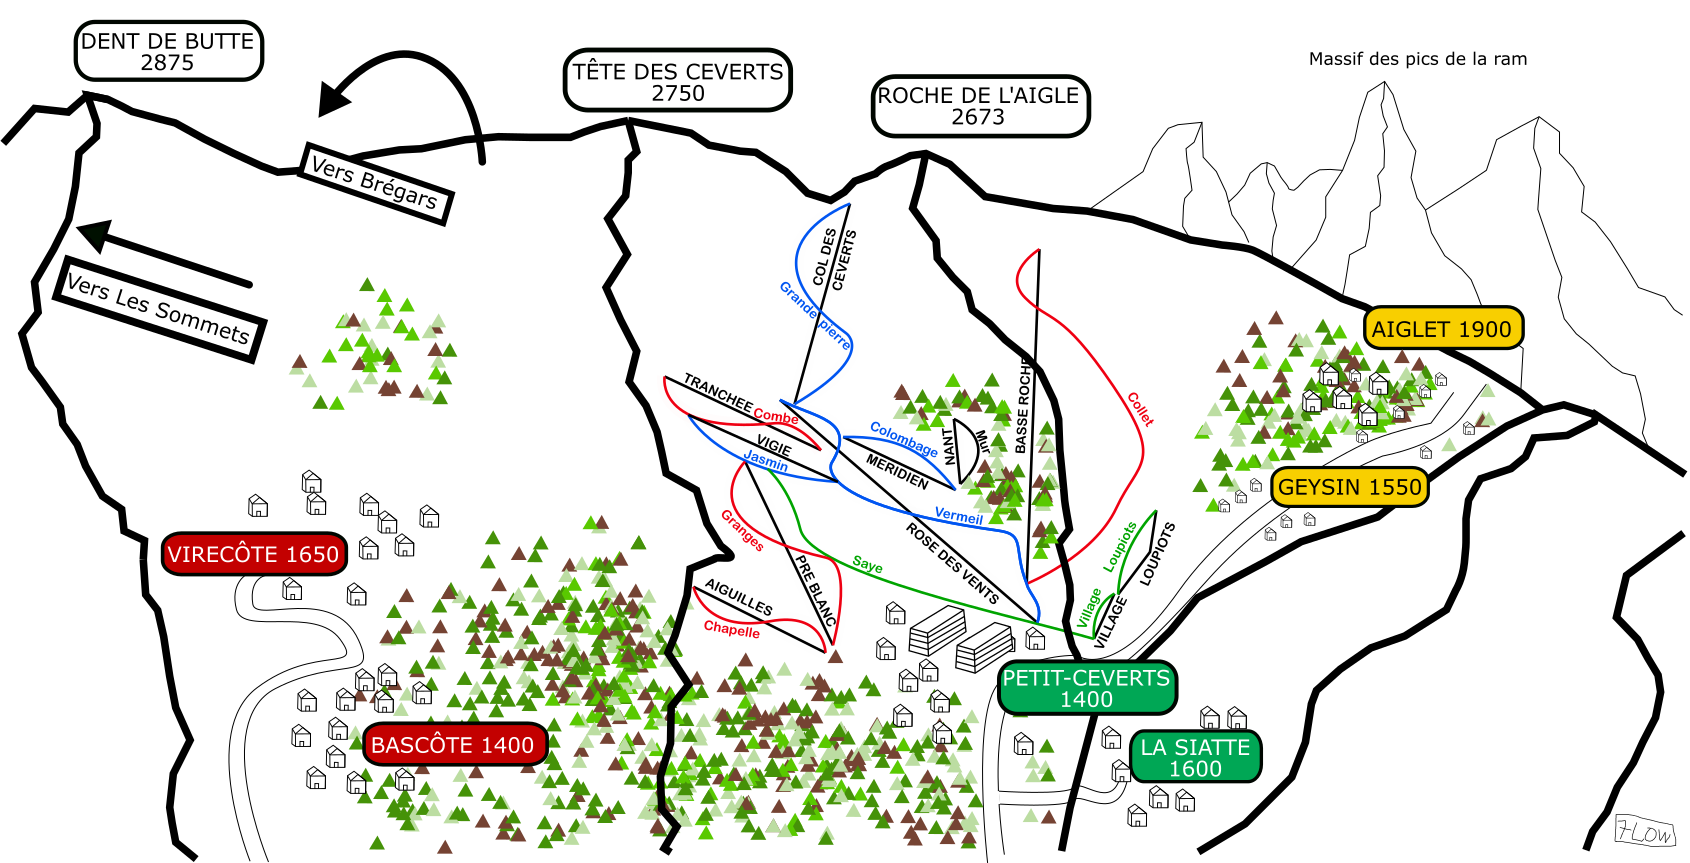 DENT DE BUTTE
2875
TÊTE DES CEVERTS
2750
ROCHE DE L'AIGLE
2673
Massif des pics de la ram
Vers Brégars
Vers Les Sommets
COL DES
CEVERTS
Grande pierre
AIGLET 1900
TRANCHEE
Combe
VIGIE
Jasmin
Colombage
MERIDIEN
NANT
Mur
BASSE ROCHE
Collet
GEYSIN 1550
Granges
Vermeil
ROSE DES VENTS
Saye
PRE BLANC
Loupiots
LOUPIOTS
VIRECÔTE 1650
AIGUILLES
Chapelle
Village
VILLAGE
PETIT-CEVERTS
1400
BASCÔTE 1400
LA SIATTE
1600
7LOW